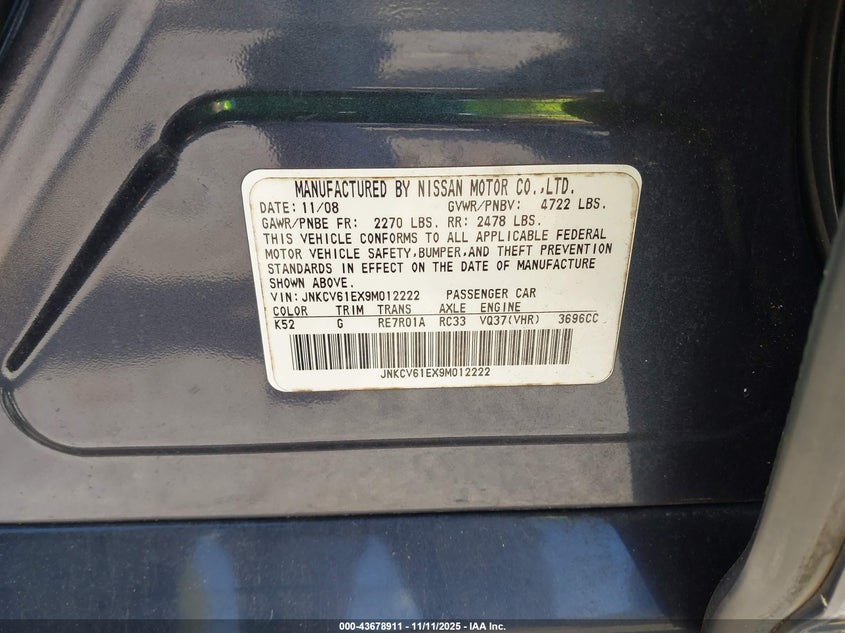 MANUFACTURED BY NISSAN MOTOR CO.,LTD.
DATE: 11/08 GVWR/PNBV: 4722 LBS.
GAWR/PNBE FR: 2270 LBS. RR: 2478 LBS.
THIS VEHICLE CONFORMS TO ALL APPLICABLE FEDERAL
MOTOR VEHICLE SAFETY,BUMPER,AND THEFT PREVENTION
STANDARDS IN EFFECT ON THE DATE OF MANUFACTURE
SHOWN ABOVE.
VIN: JNKCV61EX9M012222 PASSENGER CAR
COLOR TRIM TRANS AXLE ENGINE
K52 G RE7R01A RC33 VQ37(VHR) 3696CC
JNKCV61EX9M012222
000-43678911 - 11/11/2025 - IAA Inc.